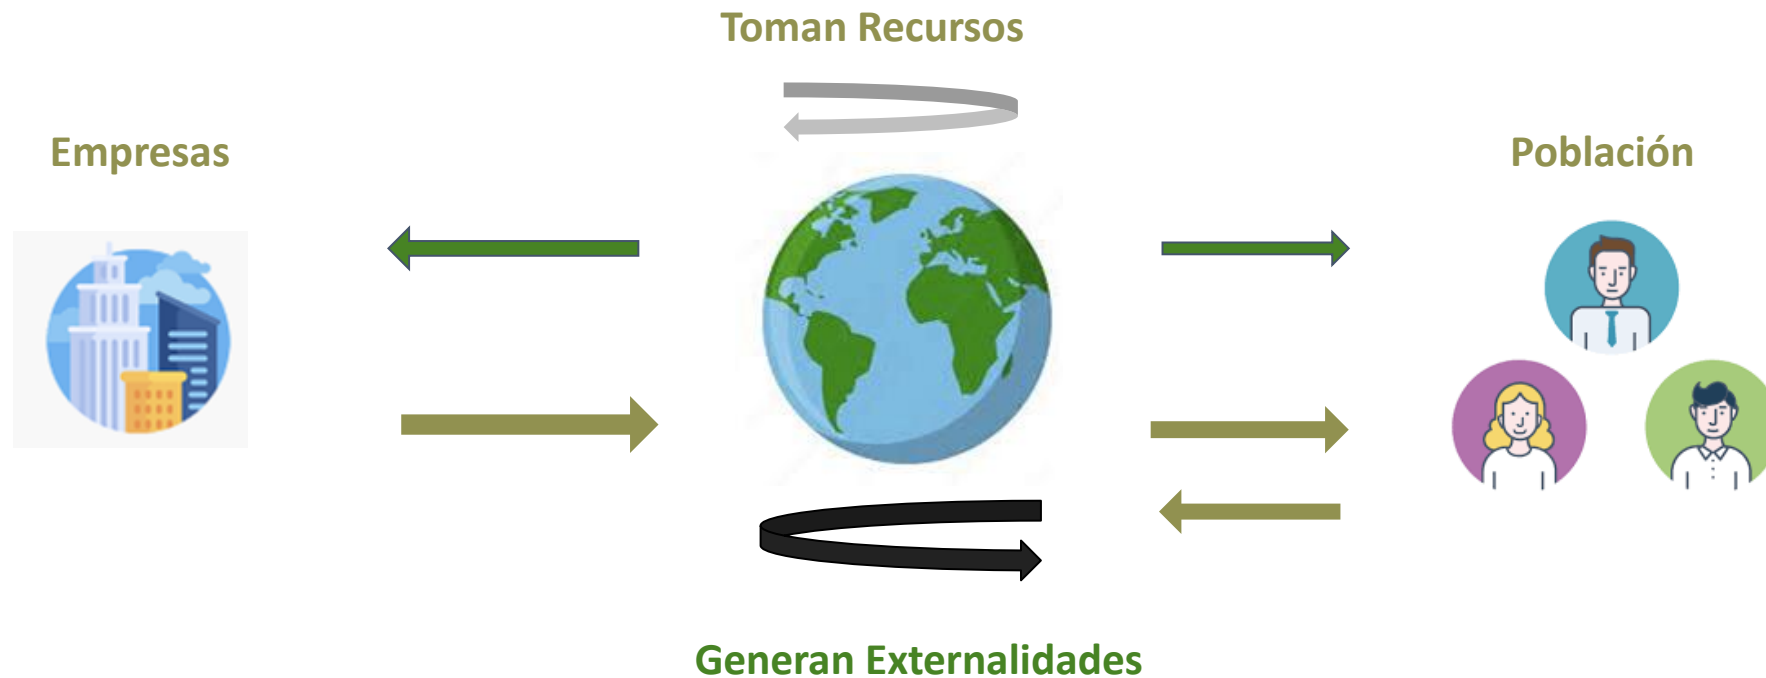 Toman Recursos
Empresas
Población
Generan Externalidades